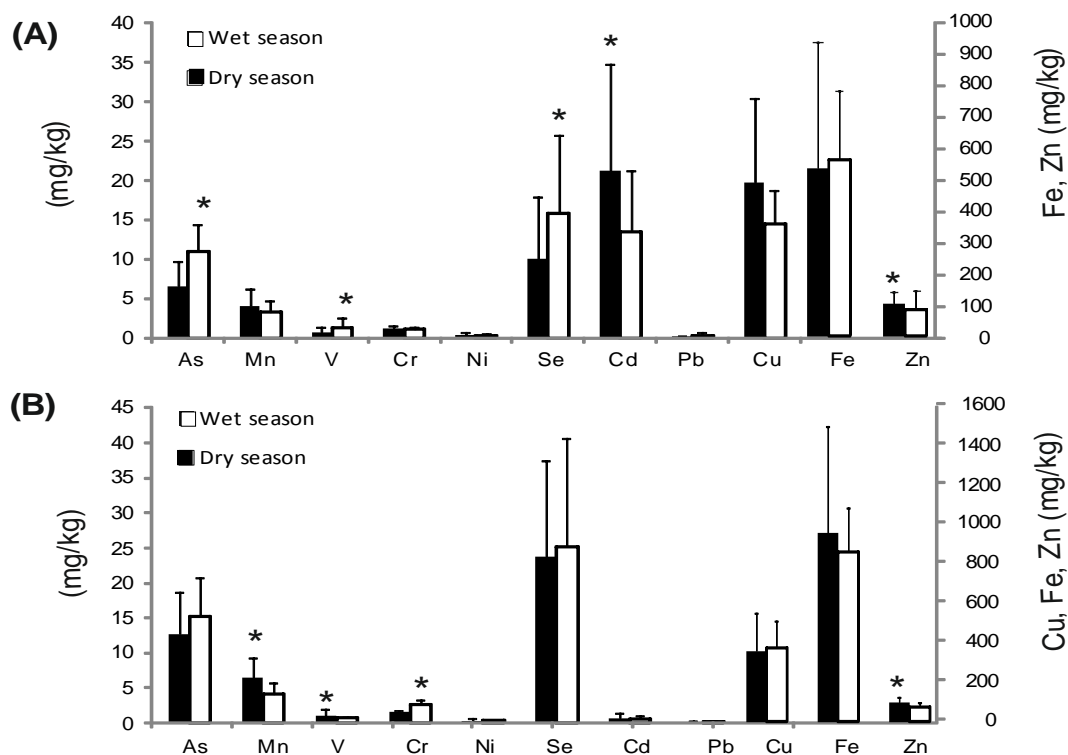 (A)
Wet season
Dry season
(mg/kg)
40
35
30
25
20
15
10
5
0
1000
900
800
700
600
500
400
300
200
100
0
Fe, Zn (mg/kg)
* * * * *
As Mn V Cr Ni Se Cd Pb Cu Fe Zn
(B)
Wet season
Dry season
(mg/kg)
45
40
35
30
25
20
15
10
5
0
1600
1400
1200
1000
800
600
400
200
0
Cu, Fe, Zn (mg/kg)
* * * *
As Mn V Cr Ni Se Cd Pb Cu Fe Zn